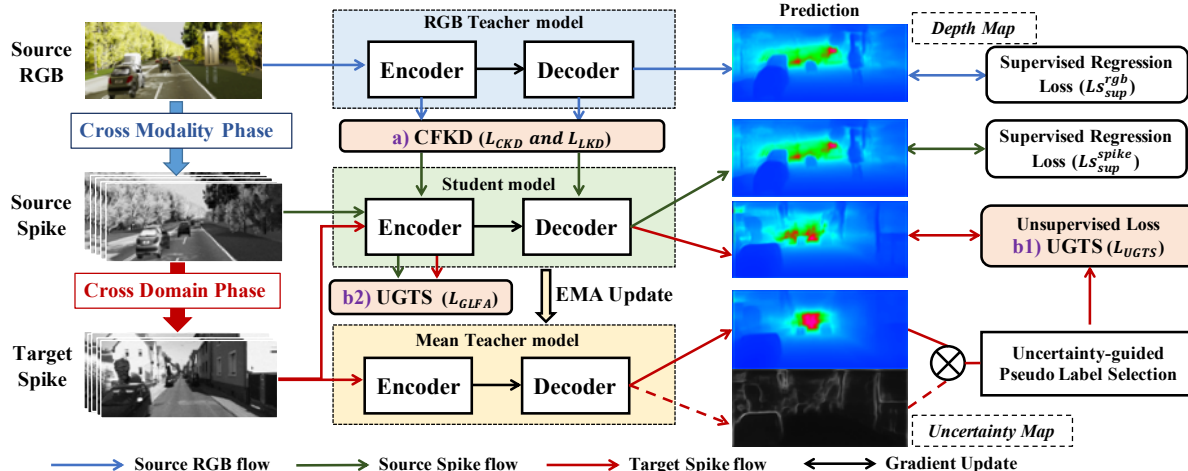 Source
RGB
Cross Modality Phase
Source
Spike
Cross Domain Phase
Target
Spike
RGB Teacher model
Encoder
Decoder
a) CFKD (L_CKD and L_LKD)
Student model
Encoder
Decoder
b2) UGTS (L_GLFA)
EMA Update
Mean Teacher model
Encoder
Decoder
Prediction
Depth Map
Supervised Regression
Loss (Ls_sup^rgb)
Supervised Regression
Loss (Ls_sup^spike)
Unsupervised Loss
b1) UGTS (L_UGTS)
Uncertainty-guided
Pseudo Label Selection
Uncertainty Map
Source RGB flow
Source Spike flow
Target Spike flow
Gradient Update